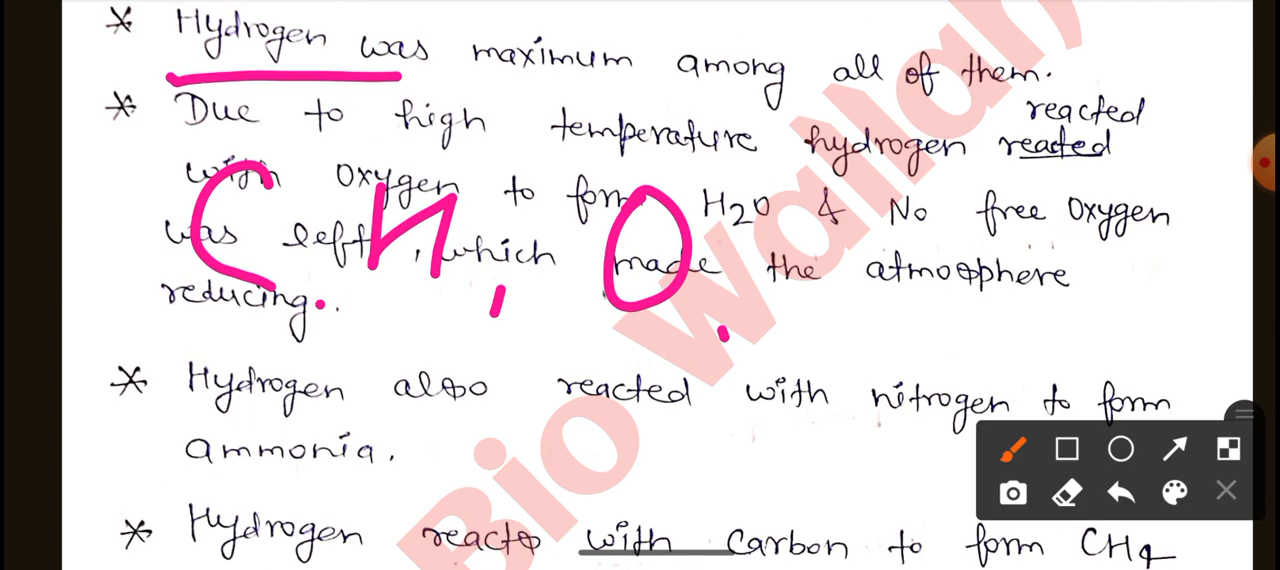 * Hydrogen was maximum among all of them.
reacted
* Due to high temperature hydrogen reacted
with oxygen to form H2O & No free oxygen
was left, which made the atmosphere
reducing.
C, N, O.
* Hydrogen also reacted with nitrogen to form
ammonia.
* Hydrogen reacts with carbon to form CH4
Bio Wallah